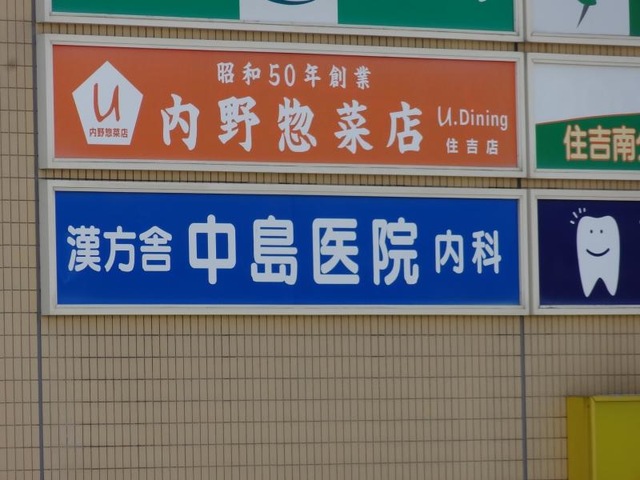 昭和50年創業
u
内野惣菜店
内野惣菜店
U.Dining
住吉店
住吉南
漢方舎 中島医院 内科